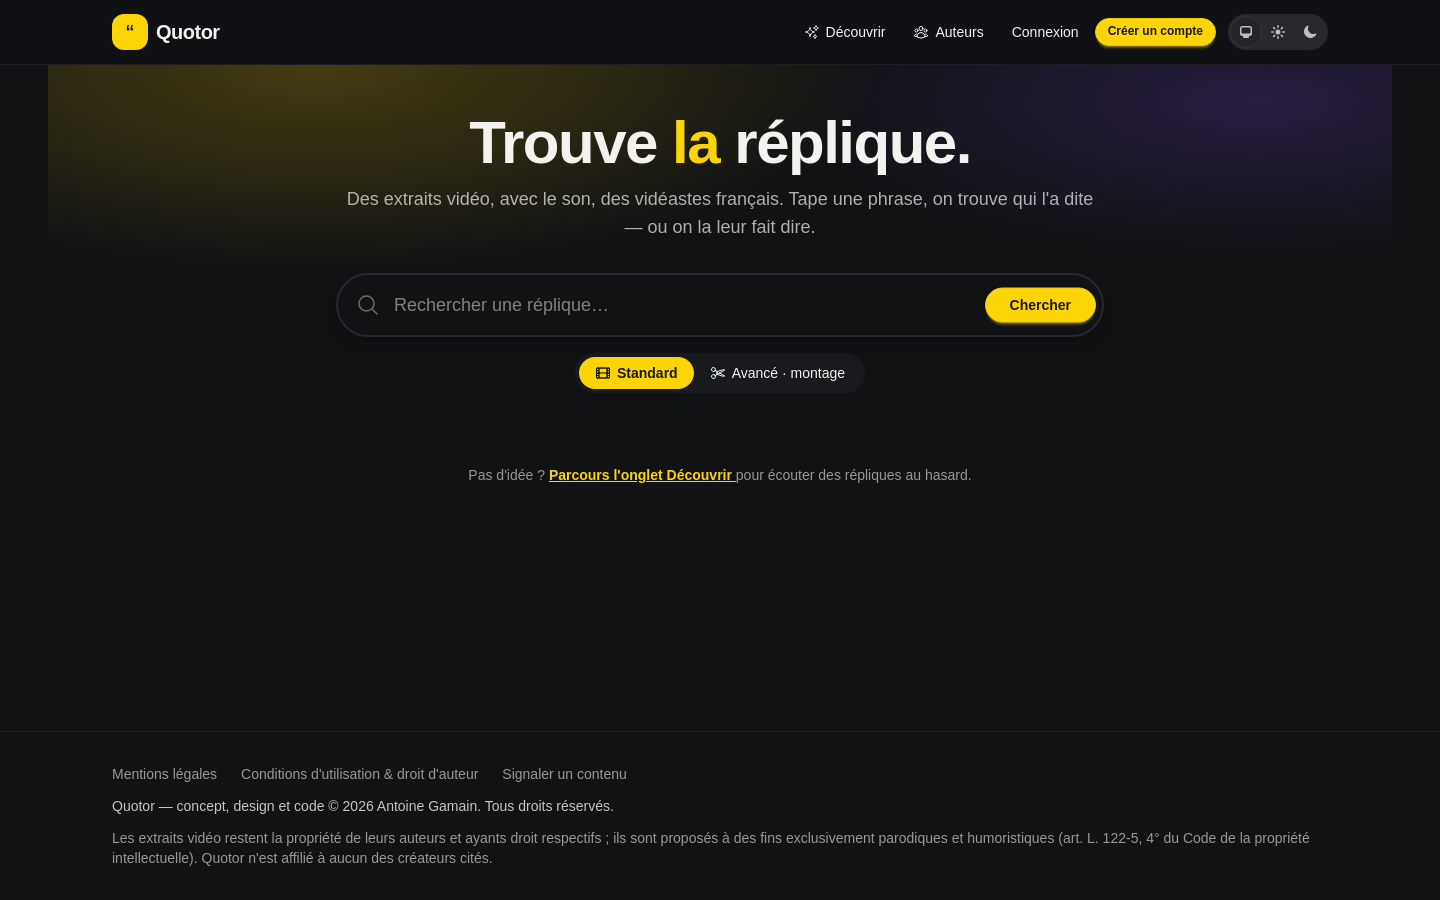 “ Quotor
Découvrir
Auteurs
Connexion
Créer un compte
Trouve la réplique.
Des extraits vidéo, avec le son, des vidéastes français. Tape une phrase, on trouve qui l'a dite
— ou on la leur fait dire.
Rechercher une réplique…
Chercher
Standard
Avancé · montage
Pas d'idée ? Parcours l'onglet Découvrir pour écouter des répliques au hasard.
Mentions légales
Conditions d'utilisation & droit d'auteur
Signaler un contenu
Quotor — concept, design et code © 2026 Antoine Gamain. Tous droits réservés.
Les extraits vidéo restent la propriété de leurs auteurs et ayants droit respectifs ; ils sont proposés à des fins exclusivement parodiques et humoristiques (art. L. 122-5, 4° du Code de la propriété
intellectuelle). Quotor n'est affilié à aucun des créateurs cités.